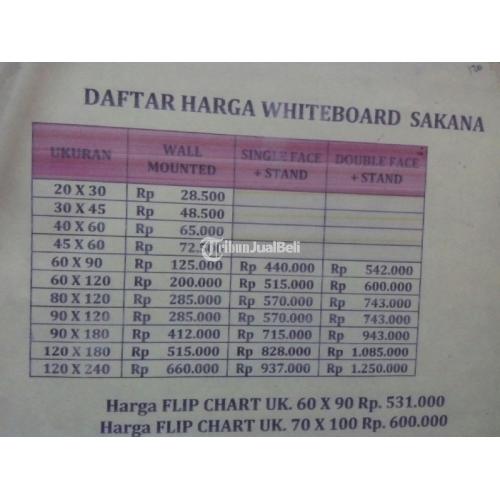 120
DAFTAR HARGA WHITEBOARD SAKANA
UKURAN WALL MOUNTED SINGLE FACE + STAND DOUBLE FACE + STAND
20 X 30 Rp 28.500
30 X 45 Rp 48.500
40 X 60 Rp 65.000
45 X 60 Rp
TribunJualBeli
60 X 90 Rp 125.000 Rp 440.000 Rp 542.000
60 X 120 Rp 200.000 Rp 515.000 Rp 600.000
80 X 120 Rp 285.000 Rp 570.000 Rp 743.000
90 X 120 Rp 285.000 Rp 570.000 Rp 743.000
90 X 180 Rp 412.000 Rp 715.000 Rp 943.000
120 X 180 Rp 515.000 Rp 828.000 Rp 1.085.000
120 X 240 Rp 660.000 Rp 937.000 Rp 1.250.000
Harga FLIP CHART UK. 60 X 90 Rp. 531.000
Harga FLIP CHART UK. 70 X 100 Rp. 600.000